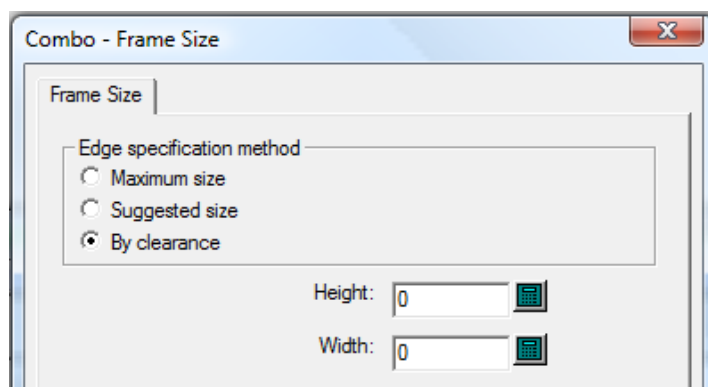 Combo - Frame Size
Frame Size
Edge specification method
Maximum size
Suggested size
By clearance
Height: 0
Width: 0